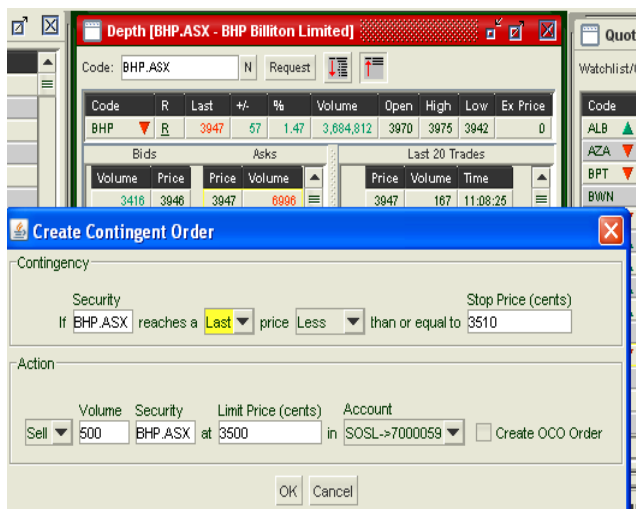 Depth [BHP.ASX - BHP Billiton Limited]
Quot
Code: BHP.ASX N Request
Watchlist/
Code R Last +/- % Volume Open High Low Ex Price
Code
BHP R 3947 57 1.47 3,684,812 3970 3975 3942 0
ALB
Bids Asks Last 20 Trades
AZA
Volume Price Price Volume Price Volume Time
BPT
3416 3946 3947 6996 3947 167 11:08:25
BWN
Create Contingent Order
Contingency
Security Stop Price (cents)
If BHP.ASX reaches a Last price Less than or equal to 3510
Action
Volume Security Limit Price (cents) Account
Sell 500 BHP.ASX at 3500 in SOSL->7000059 Create OCO Order
OK Cancel